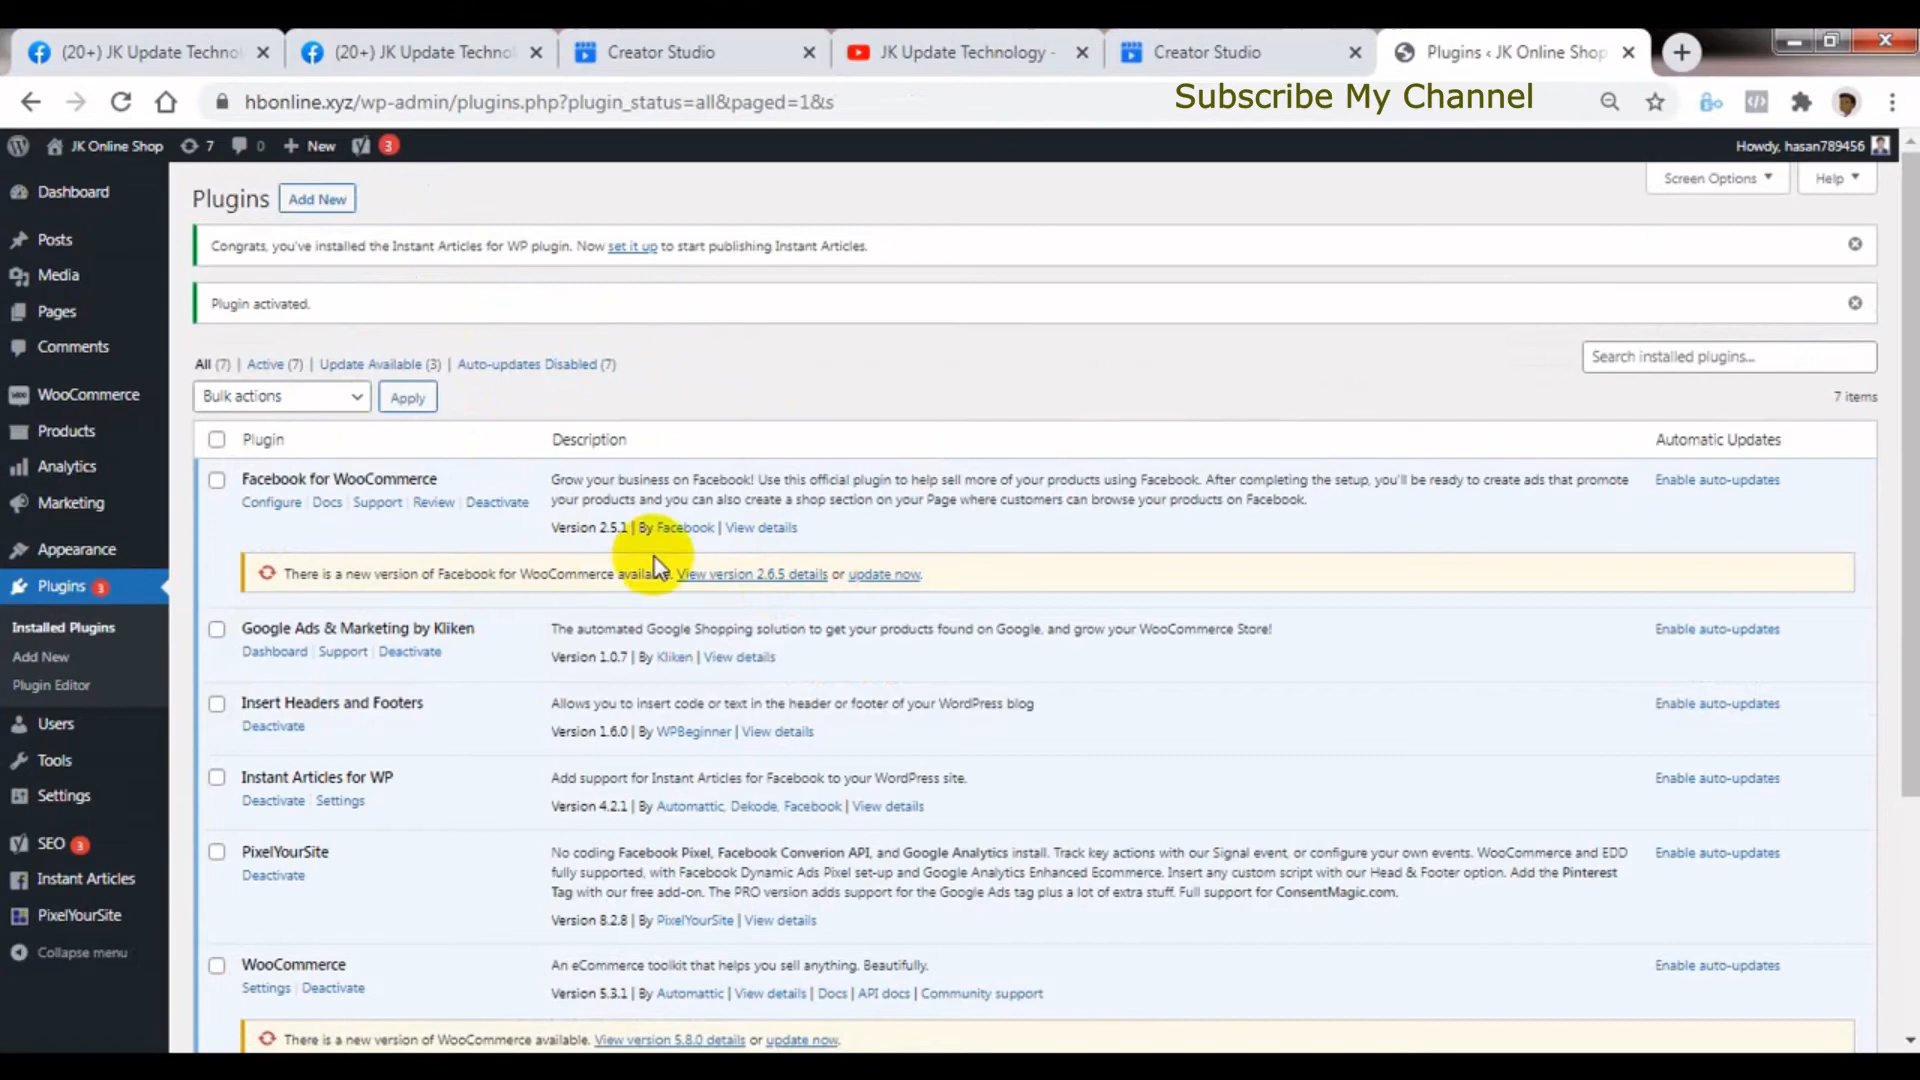 (20+) JK Update Techno
(20+) JK Update Techno
Creator Studio
JK Update Technology -
Creator Studio
Plugins ‹ JK Online Shop
hbonline.xyz/wp-admin/plugins.php?plugin_status=all&paged=1&s
Subscribe My Channel
JK Online Shop 7 0 New 3
Howdy, hasan789456
Dashboard
Posts
Media
Pages
Comments
WooCommerce
Products
Analytics
Marketing
Appearance
Plugins 3
Installed Plugins
Add New
Plugin Editor
Users
Tools
Settings
SEO 3
Instant Articles
PixelYourSite
Collapse menu
Screen Options
Help
Plugins Add New
Congrats, you've installed the Instant Articles for WP plugin. Now set it up to start publishing Instant Articles.
Plugin activated.
All (7) | Active (7) | Update Available (3) | Auto-updates Disabled (7)
Search installed plugins...
Bulk actions Apply
7 items
Plugin Description Automatic Updates
Facebook for WooCommerce
Configure | Docs | Support | Review | Deactivate
Grow your business on Facebook! Use this official plugin to help sell more of your products using Facebook. After completing the setup, you'll be ready to create ads that promote
your products and you can also create a shop section on your Page where customers can browse your products on Facebook.
Version 2.5.1 | By Facebook | View details
Enable auto-updates
There is a new version of Facebook for WooCommerce available. View version 2.6.5 details or update now.
Google Ads & Marketing by Kliken
Dashboard | Support | Deactivate
The automated Google Shopping solution to get your products found on Google, and grow your WooCommerce Store!
Version 1.0.7 | By Kliken | View details
Enable auto-updates
Insert Headers and Footers
Deactivate
Allows you to insert code or text in the header or footer of your WordPress blog
Version 1.6.0 | By WPBeginner | View details
Enable auto-updates
Instant Articles for WP
Deactivate | Settings
Add support for Instant Articles for Facebook to your WordPress site.
Version 4.2.1 | By Automattic, Dekode, Facebook | View details
Enable auto-updates
PixelYourSite
Deactivate
No coding Facebook Pixel, Facebook Converion API, and Google Analytics install. Track key actions with our Signal event, or configure your own events. WooCommerce and EDD
fully supported, with Facebook Dynamic Ads Pixel set-up and Google Analytics Enhanced Ecommerce. Insert any custom script with our Head & Footer option. Add the Pinterest
Tag with our free add-on. The PRO version adds support for the Google Ads tag plus a lot of extra stuff. Full support for ConsentMagic.com.
Version 8.2.8 | By PixelYourSite | View details
Enable auto-updates
WooCommerce
Settings | Deactivate
An eCommerce toolkit that helps you sell anything. Beautifully.
Version 5.3.1 | By Automattic | View details | Docs | API docs | Community support
Enable auto-updates
There is a new version of WooCommerce available. View version 5.8.0 details or update now.